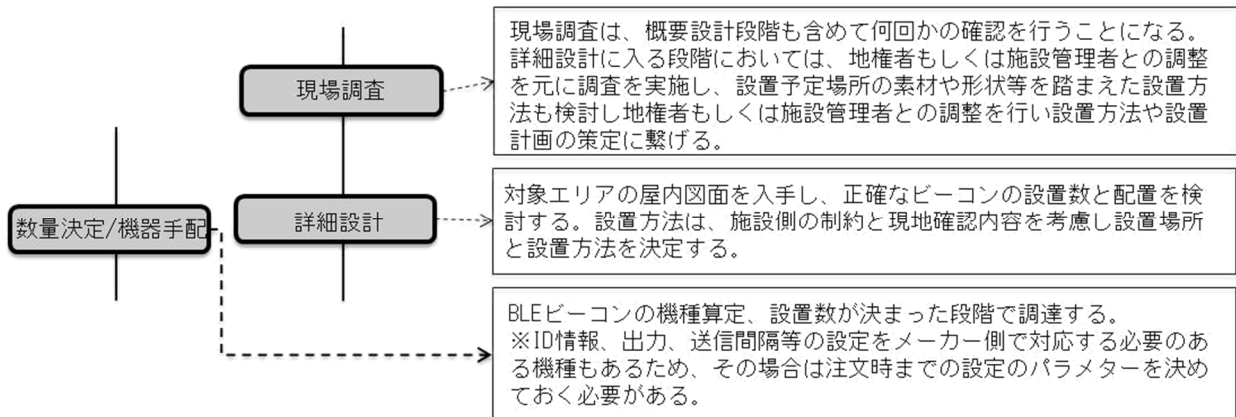 現場調査
現場調査は、概要設計段階も含めて何回かの確認を行うことになる。
詳細設計に入る段階においては、地権者もしくは施設管理者との調整
を元に調査を実施し、設置予定場所の素材や形状等を踏まえた設置方
法も検討し地権者もしくは施設管理者との調整を行い設置方法や設置
計画の策定に繋げる。
数量決定/機器手配
詳細設計
対象エリアの屋内図面を入手し、正確なビーコンの設置数と配置を検
討する。設置方法は、施設側の制約と現地確認内容を考慮し設置場所
と設置方法を決定する。
BLEビーコンの機種算定、設置数が決まった段階で調達する。
※ID情報、出力、送信間隔等の設定をメーカー側で対応する必要のあ
る機種もあるため、その場合は注文時までの設定のパラメターを決め
ておく必要がある。